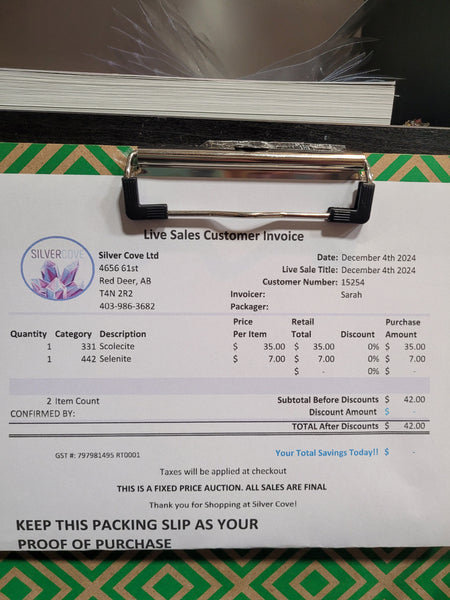 Live Sales Customer Invoice
SILVERCOVE
Silver Cove Ltd
4656 61st
Red Deer, AB
T4N 2R2
403-986-3682
Date: December 4th 2024
Live Sale Title: December 4th 2024
Customer Number: 15254
Invoicer: Sarah
Packager:
Quantity Category Description Price Per Item Retail Total Discount Purchase Amount
1 331 Scolecite $ 35.00 $ 35.00 0% $ 35.00
1 442 Selenite $ 7.00 $ 7.00 0% $ 7.00
$ - 0% $ -
2 Item Count Subtotal Before Discounts $ 42.00
CONFIRMED BY: Discount Amount $ -
TOTAL After Discounts $ 42.00
GST #: 797981495 RT0001 Your Total Savings Today!! $ -
Taxes will be applied at checkout
THIS IS A FIXED PRICE AUCTION. ALL SALES ARE FINAL
Thank you for Shopping at Silver Cove!
KEEP THIS PACKING SLIP AS YOUR
PROOF OF PURCHASE